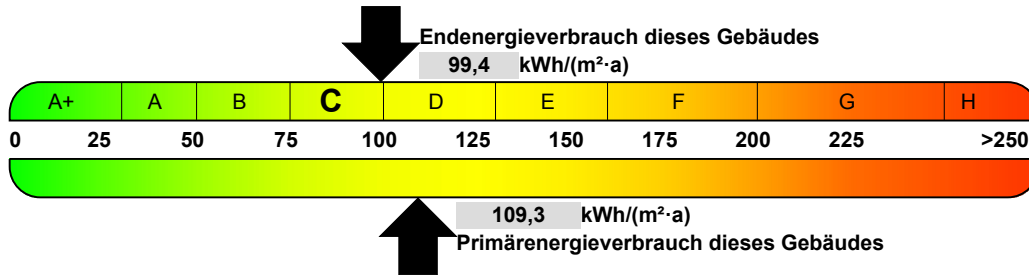 Endenergieverbrauch dieses Gebäudes
99,4 kWh/(m²·a)
A+ A B C D E F G H
0 25 50 75 100 125 150 175 200 225 >250
109,3 kWh/(m²·a)
Primärenergieverbrauch dieses Gebäudes